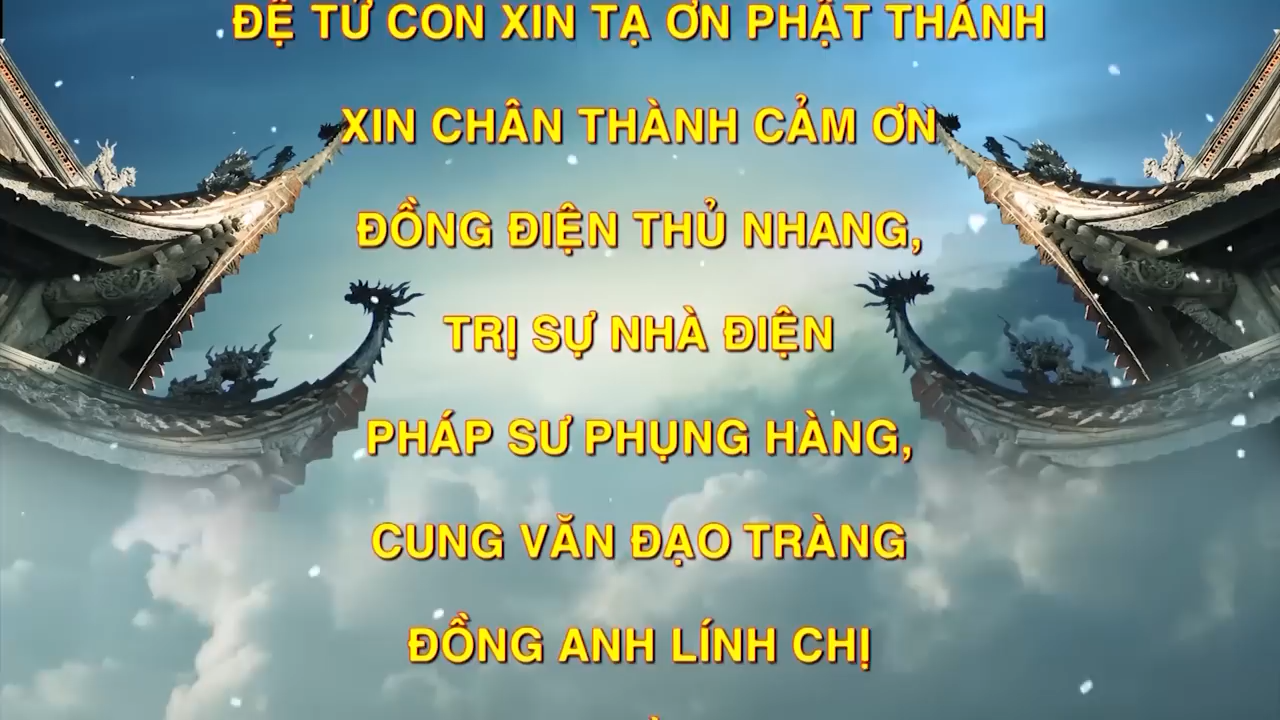 ĐỆ TỬ CON XIN TẠ ƠN PHẬT THÁNH
XIN CHÂN THÀNH CẢM ƠN
ĐỒNG ĐIỆN THỦ NHANG,
TRỊ SỰ NHÀ ĐIỆN
PHÁP SƯ PHỤNG HÀNG,
CUNG VĂN ĐẠO TRÀNG
ĐỒNG ANH LÍNH CHỊ